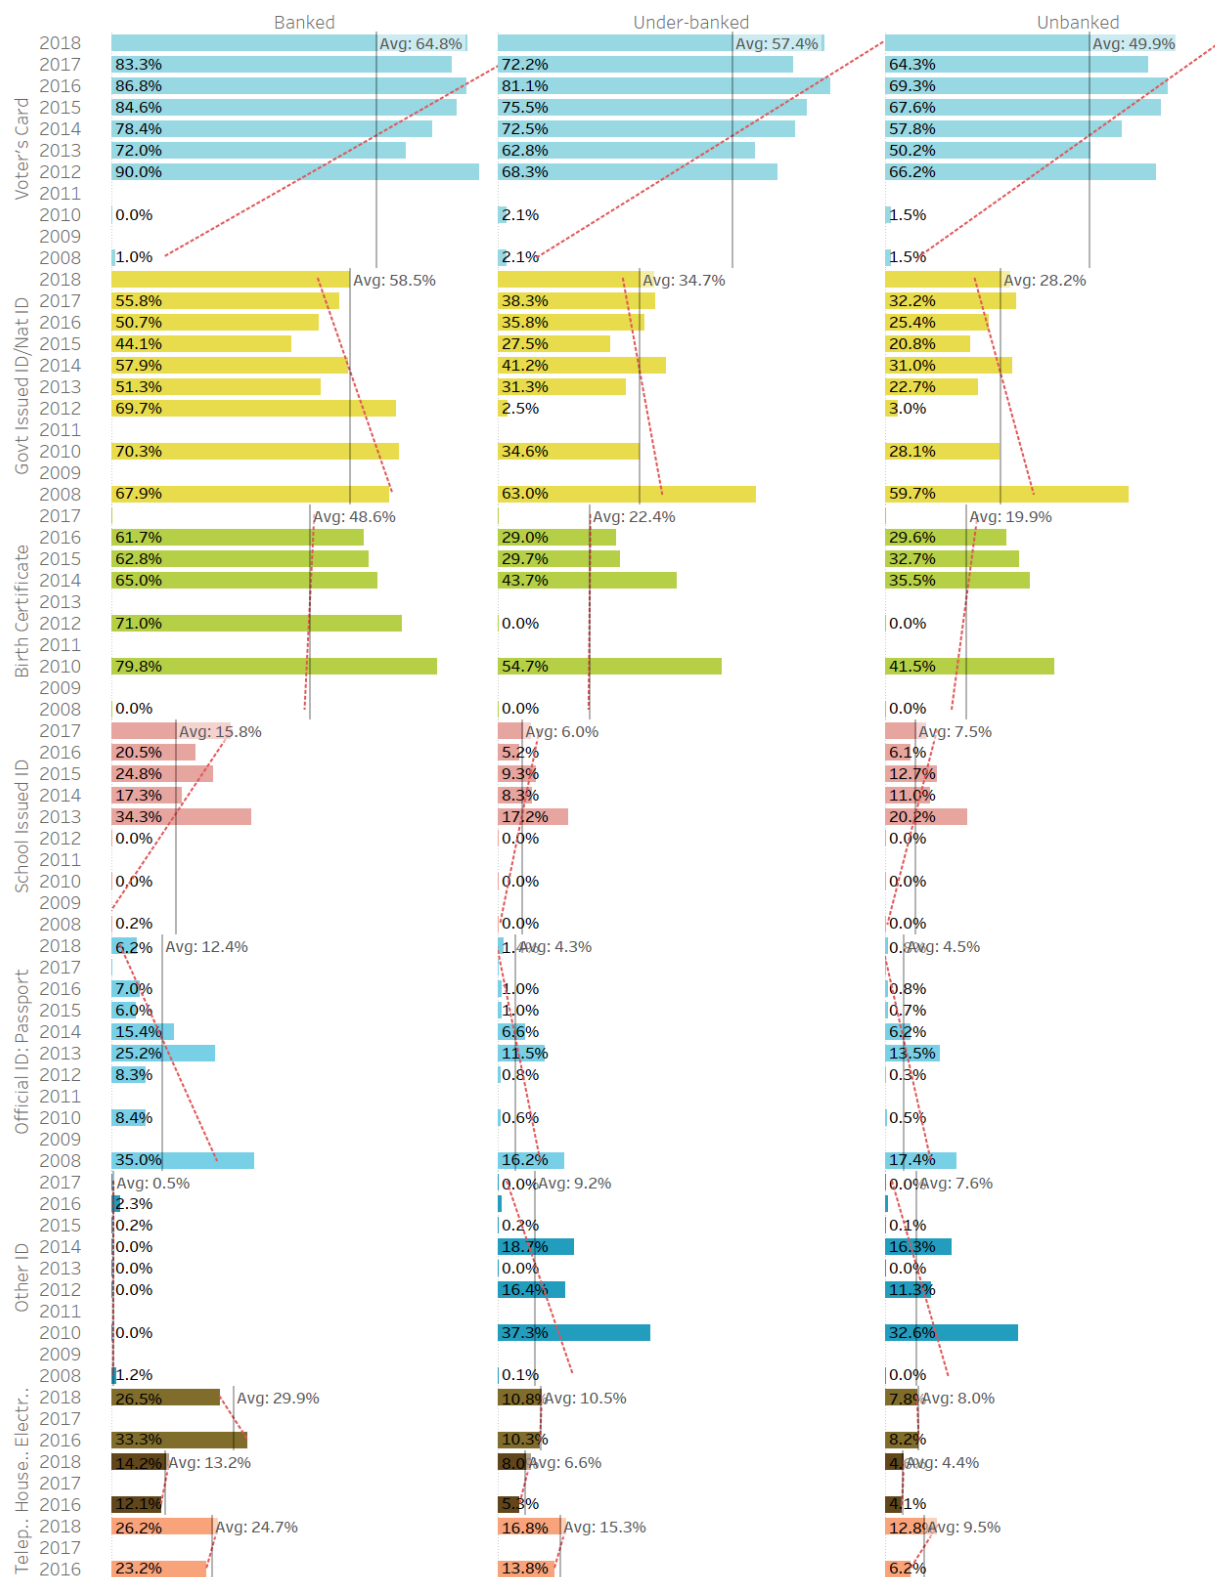 Banked Under-banked Unbanked
Voter's Card
2018 Avg: 64.8% Avg: 57.4% Avg: 49.9%
2017 83.3% 72.2% 64.3%
2016 86.8% 81.1% 69.3%
2015 84.6% 75.5% 67.6%
2014 78.4% 72.5% 57.8%
2013 72.0% 62.8% 50.2%
2012 90.0% 68.3% 66.2%
2011
2010 0.0% 2.1% 1.5%
2009
2008 1.0% 2.1% 1.5%
Govt Issued ID/Nat ID
2018 Avg: 58.5% Avg: 34.7% Avg: 28.2%
2017 55.8% 38.3% 32.2%
2016 50.7% 35.8% 25.4%
2015 44.1% 27.5% 20.8%
2014 57.9% 41.2% 31.0%
2013 51.3% 31.3% 22.7%
2012 69.7% 2.5% 3.0%
2011
2010 70.3% 34.6% 28.1%
2009
2008 67.9% 63.0% 59.7%
Birth Certificate
2017 Avg: 48.6% Avg: 22.4% Avg: 19.9%
2016 61.7% 29.0% 29.6%
2015 62.8% 29.7% 32.7%
2014 65.0% 43.7% 35.5%
2013
2012 71.0% 0.0% 0.0%
2011
2010 79.8% 54.7% 41.5%
2009
2008 0.0% 0.0% 0.0%
School Issued ID
2017 Avg: 15.8% Avg: 6.0% Avg: 7.5%
2016 20.5% 5.2% 6.1%
2015 24.8% 9.3% 12.7%
2014 17.3% 8.3% 11.0%
2013 34.3% 17.2% 20.2%
2012 0.0% 0.0% 0.0%
2011
2010 0.0% 0.0% 0.0%
2009
2008 0.2% 0.0% 0.0%
Official ID: Passport
2018 6.2% Avg: 12.4% Avg: 4.3% Avg: 4.5%
2017
2016 7.0% 1.0% 0.8%
2015 6.0% 1.0% 0.7%
2014 15.4% 6.6% 6.2%
2013 25.2% 11.5% 13.5%
2012 8.3% 0.8% 0.3%
2011
2010 8.4% 0.6% 0.5%
2009
2008 35.0% 16.2% 17.4%
Other ID
2017 Avg: 0.5% 0.0% Avg: 9.2% 0.0% Avg: 7.6%
2016 2.3%
2015 0.2% 0.2% 0.1%
2014 0.0% 18.7% 16.3%
2013 0.0% 0.0% 0.0%
2012 0.0% 16.4% 11.3%
2011
2010 0.0% 37.3% 32.6%
2009
2008 1.2% 0.1% 0.0%
Electr..
2018 26.5% Avg: 29.9% 10.8% Avg: 10.5% 7.8% Avg: 8.0%
2017
2016 33.3% 10.3% 8.2%
House..
2018 14.2% Avg: 13.2% 8.0% Avg: 6.6% Avg: 4.4%
2017
2016 12.1% 5.3% 4.1%
Telep..
2018 26.2% Avg: 24.7% 16.8% Avg: 15.3% 12.8% Avg: 9.5%
2017
2016 23.2% 13.8% 6.2%